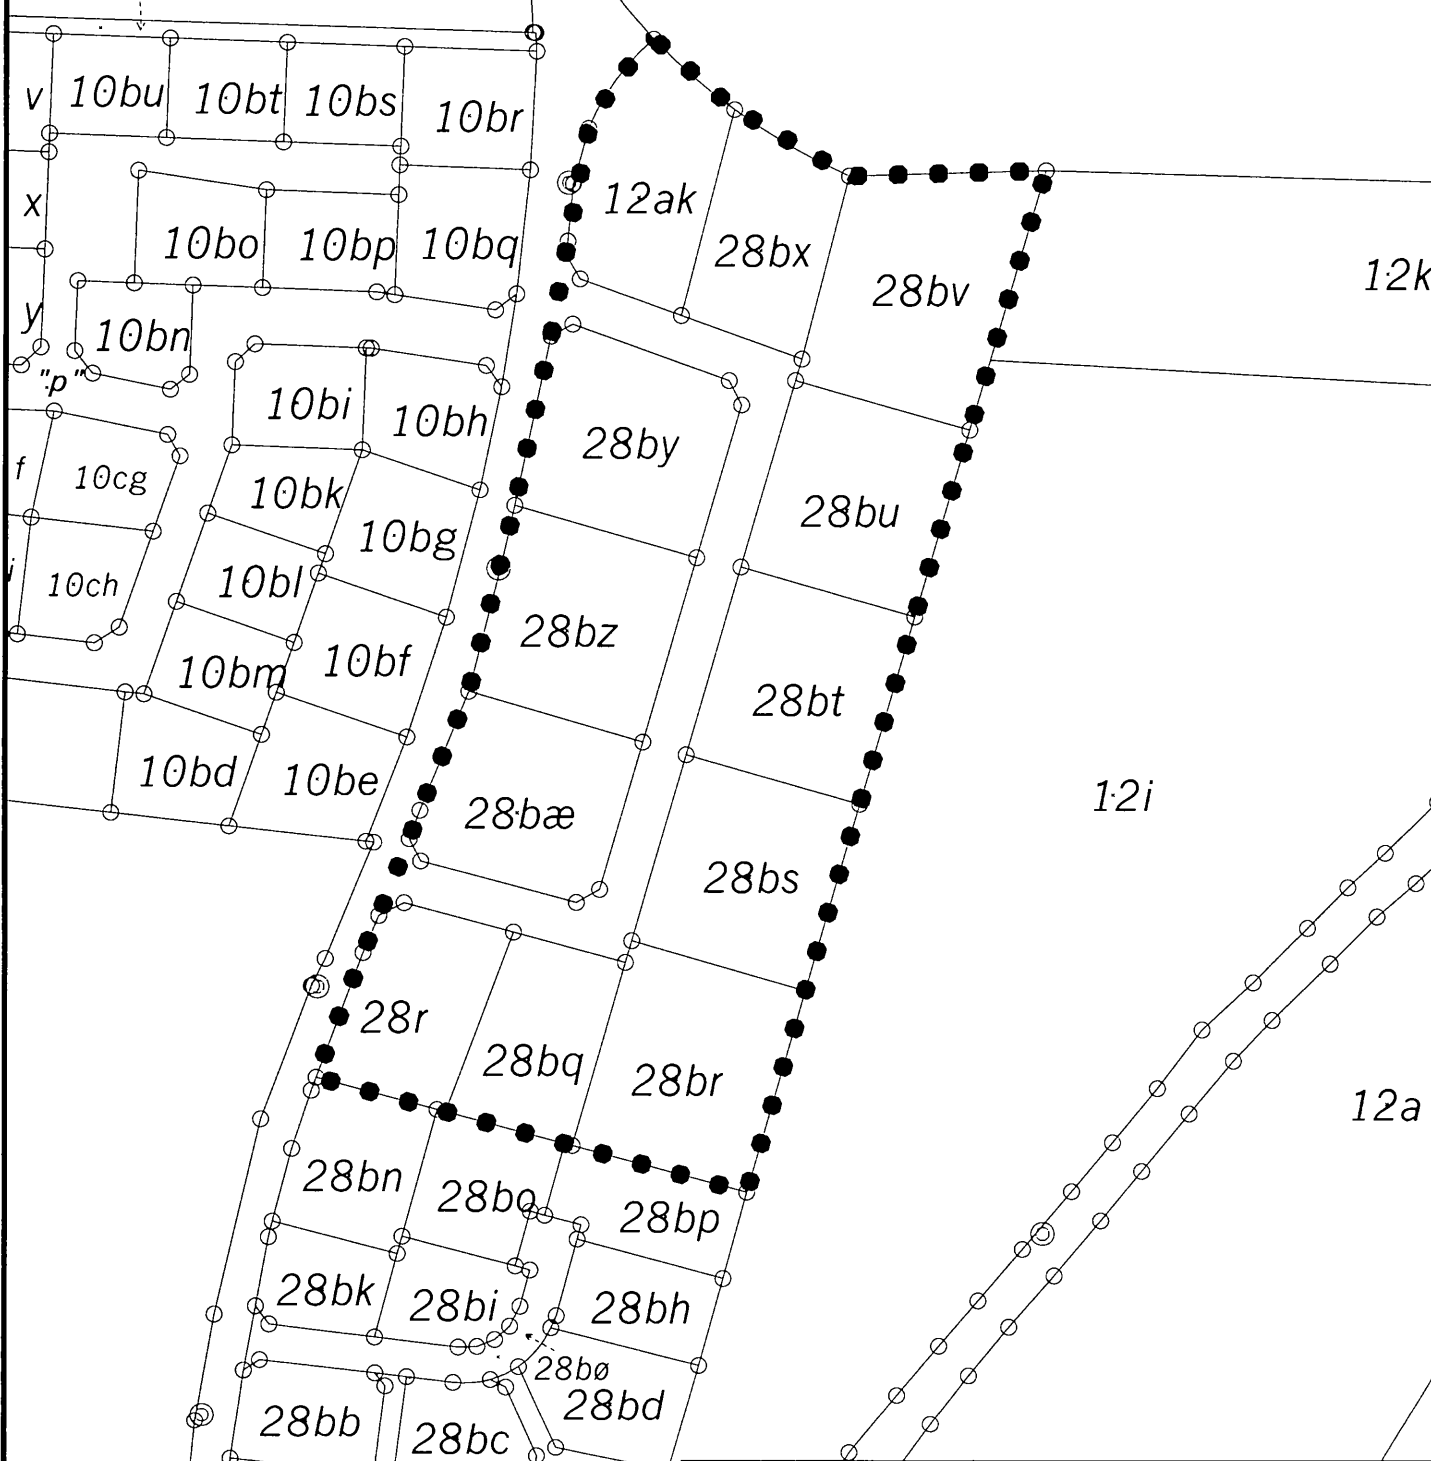 v 10bu 10bt 10bs 10br
x 10bo 10bp 10bq 12ak 28bx 28bv 12k
y 10bn
"p"
10bi 10bh 28by
f 10cg 10bk 10bg 28bu
10ch 10bl 28bz
10bm 10bf 28bt
10bd 10be 28bæ 12i
28bs
28r 28bq 28br
12a
28bn 28bo 28bp
28bk 28bi 28bh
28bø
28bb 28bc 28bd